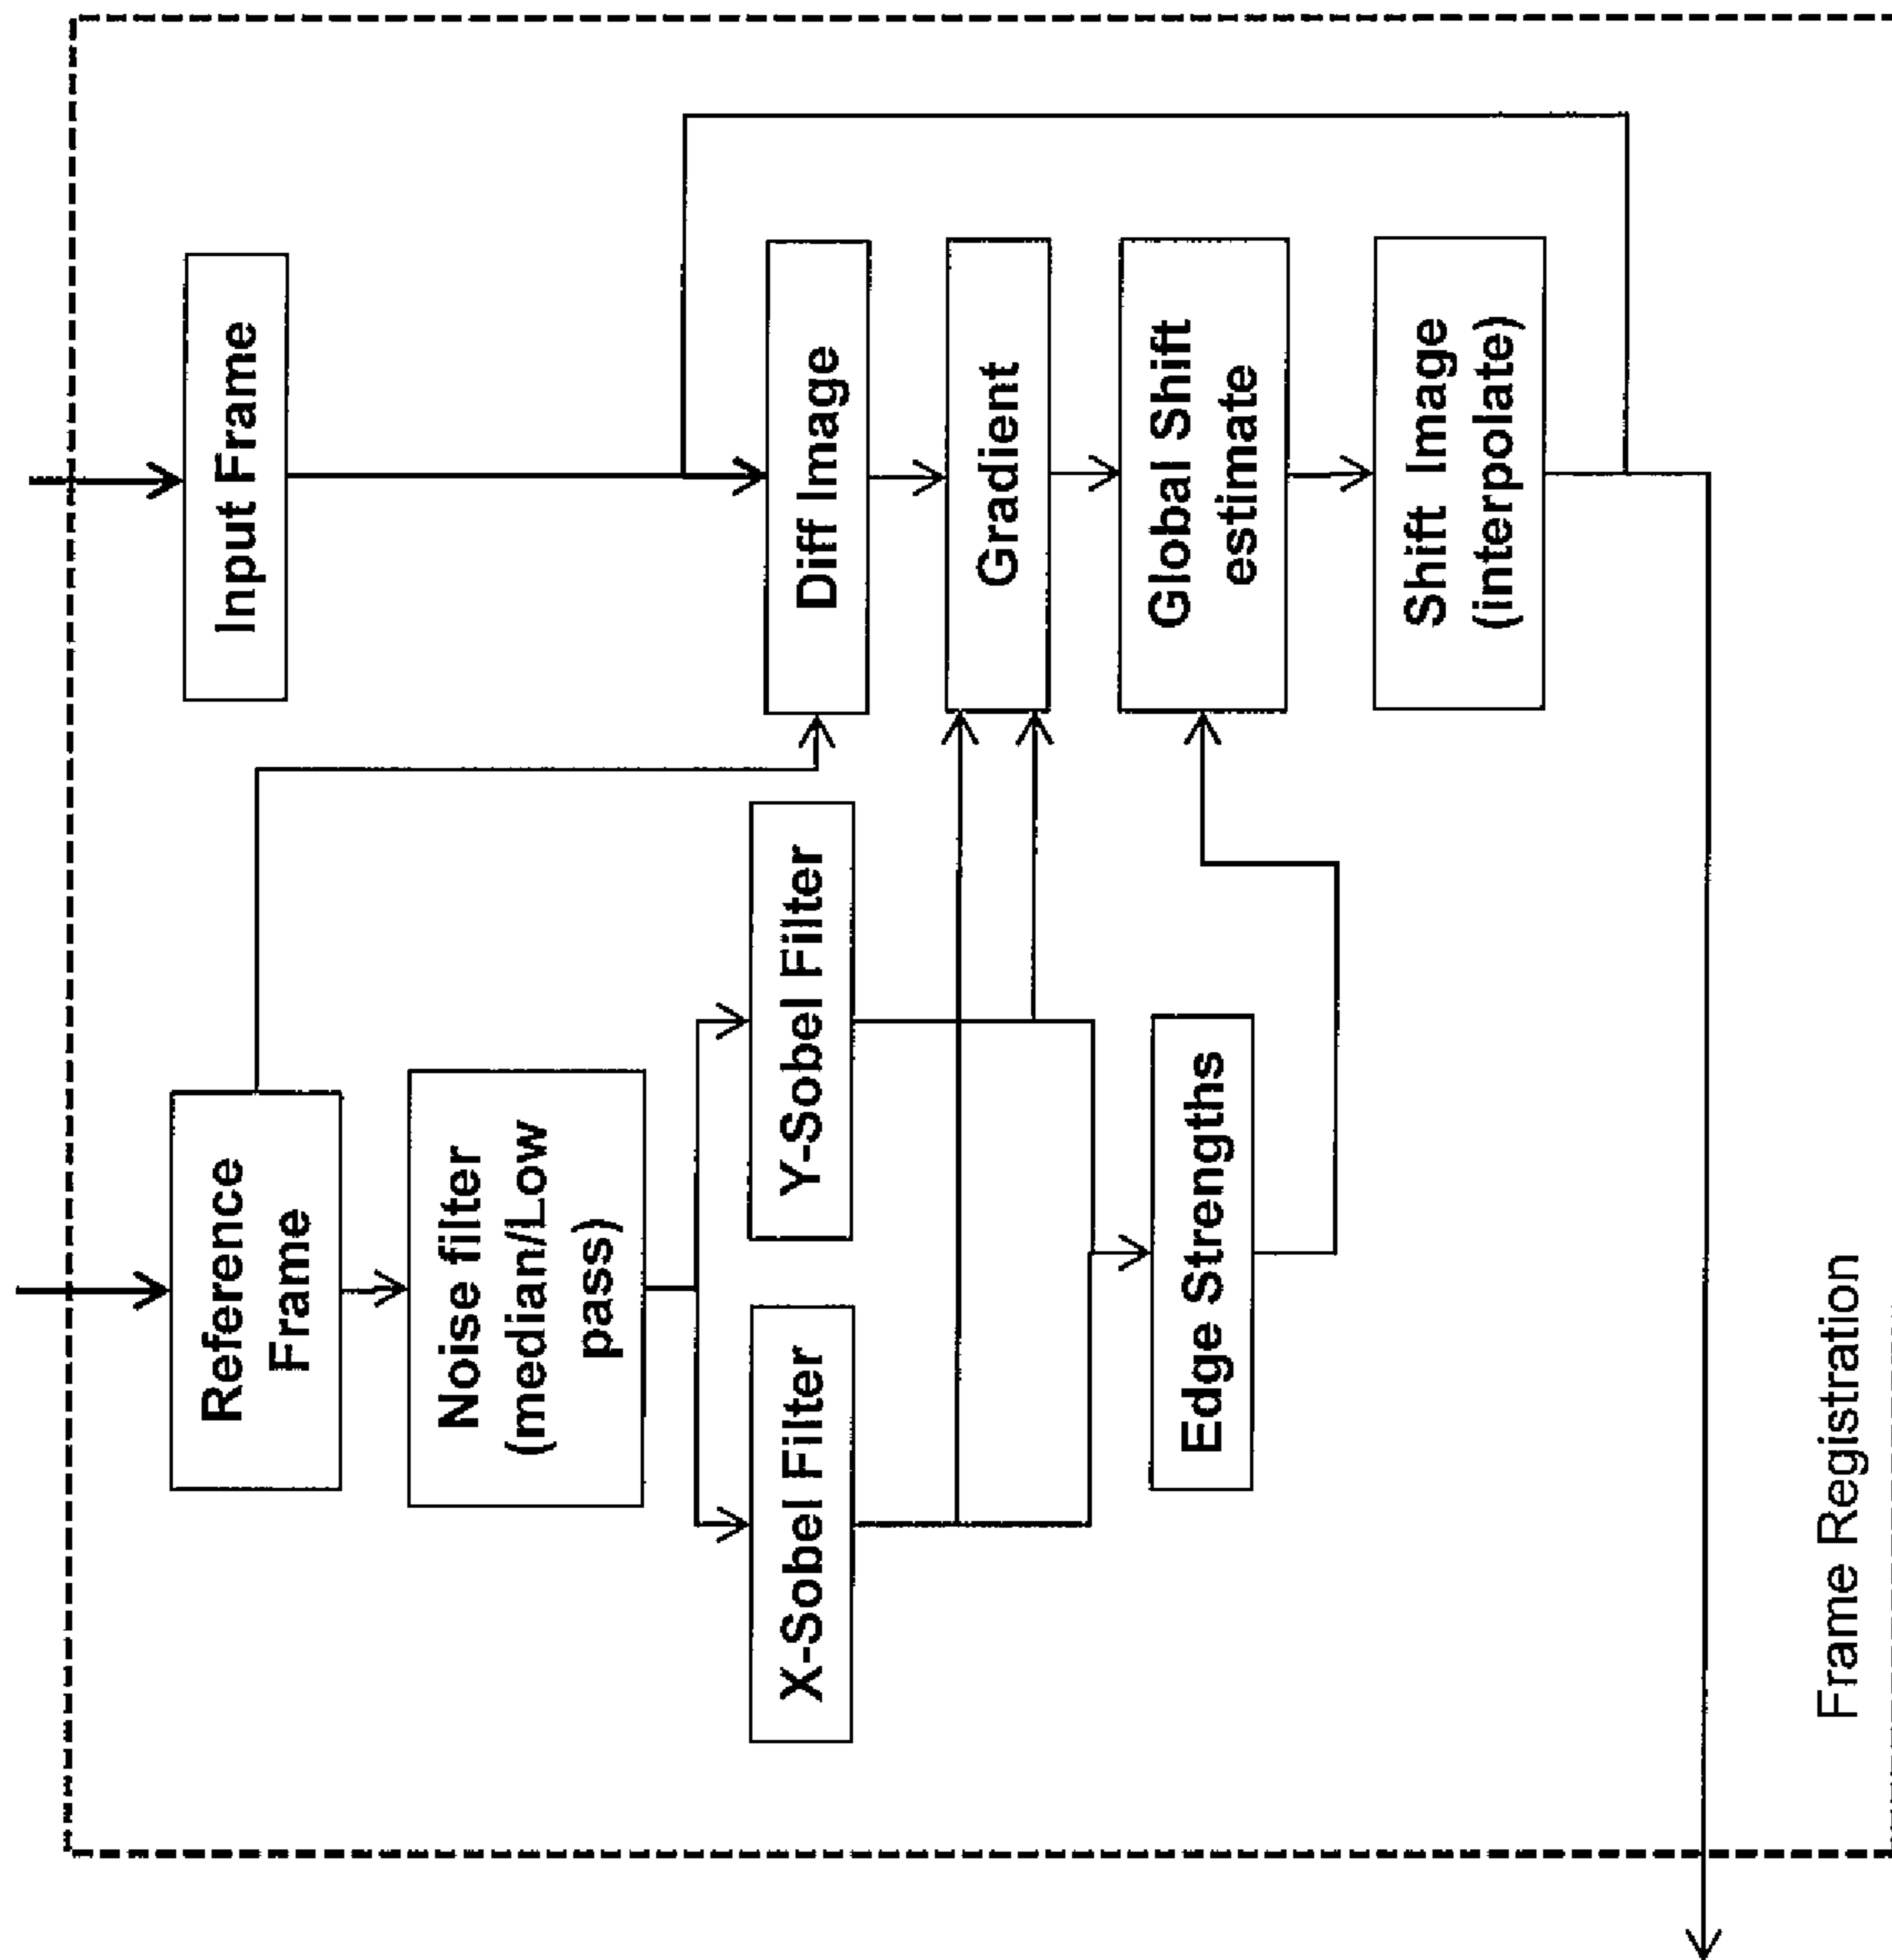 Reference
Frame
Noise filter
(median/Low
pass)
X-Sobel Filter
Y-Sobel Filter
Edge Strengths
Input Frame
Diff Image
Gradient
Global Shift
estimate
Shift Image
(interpolate)
Frame Registration